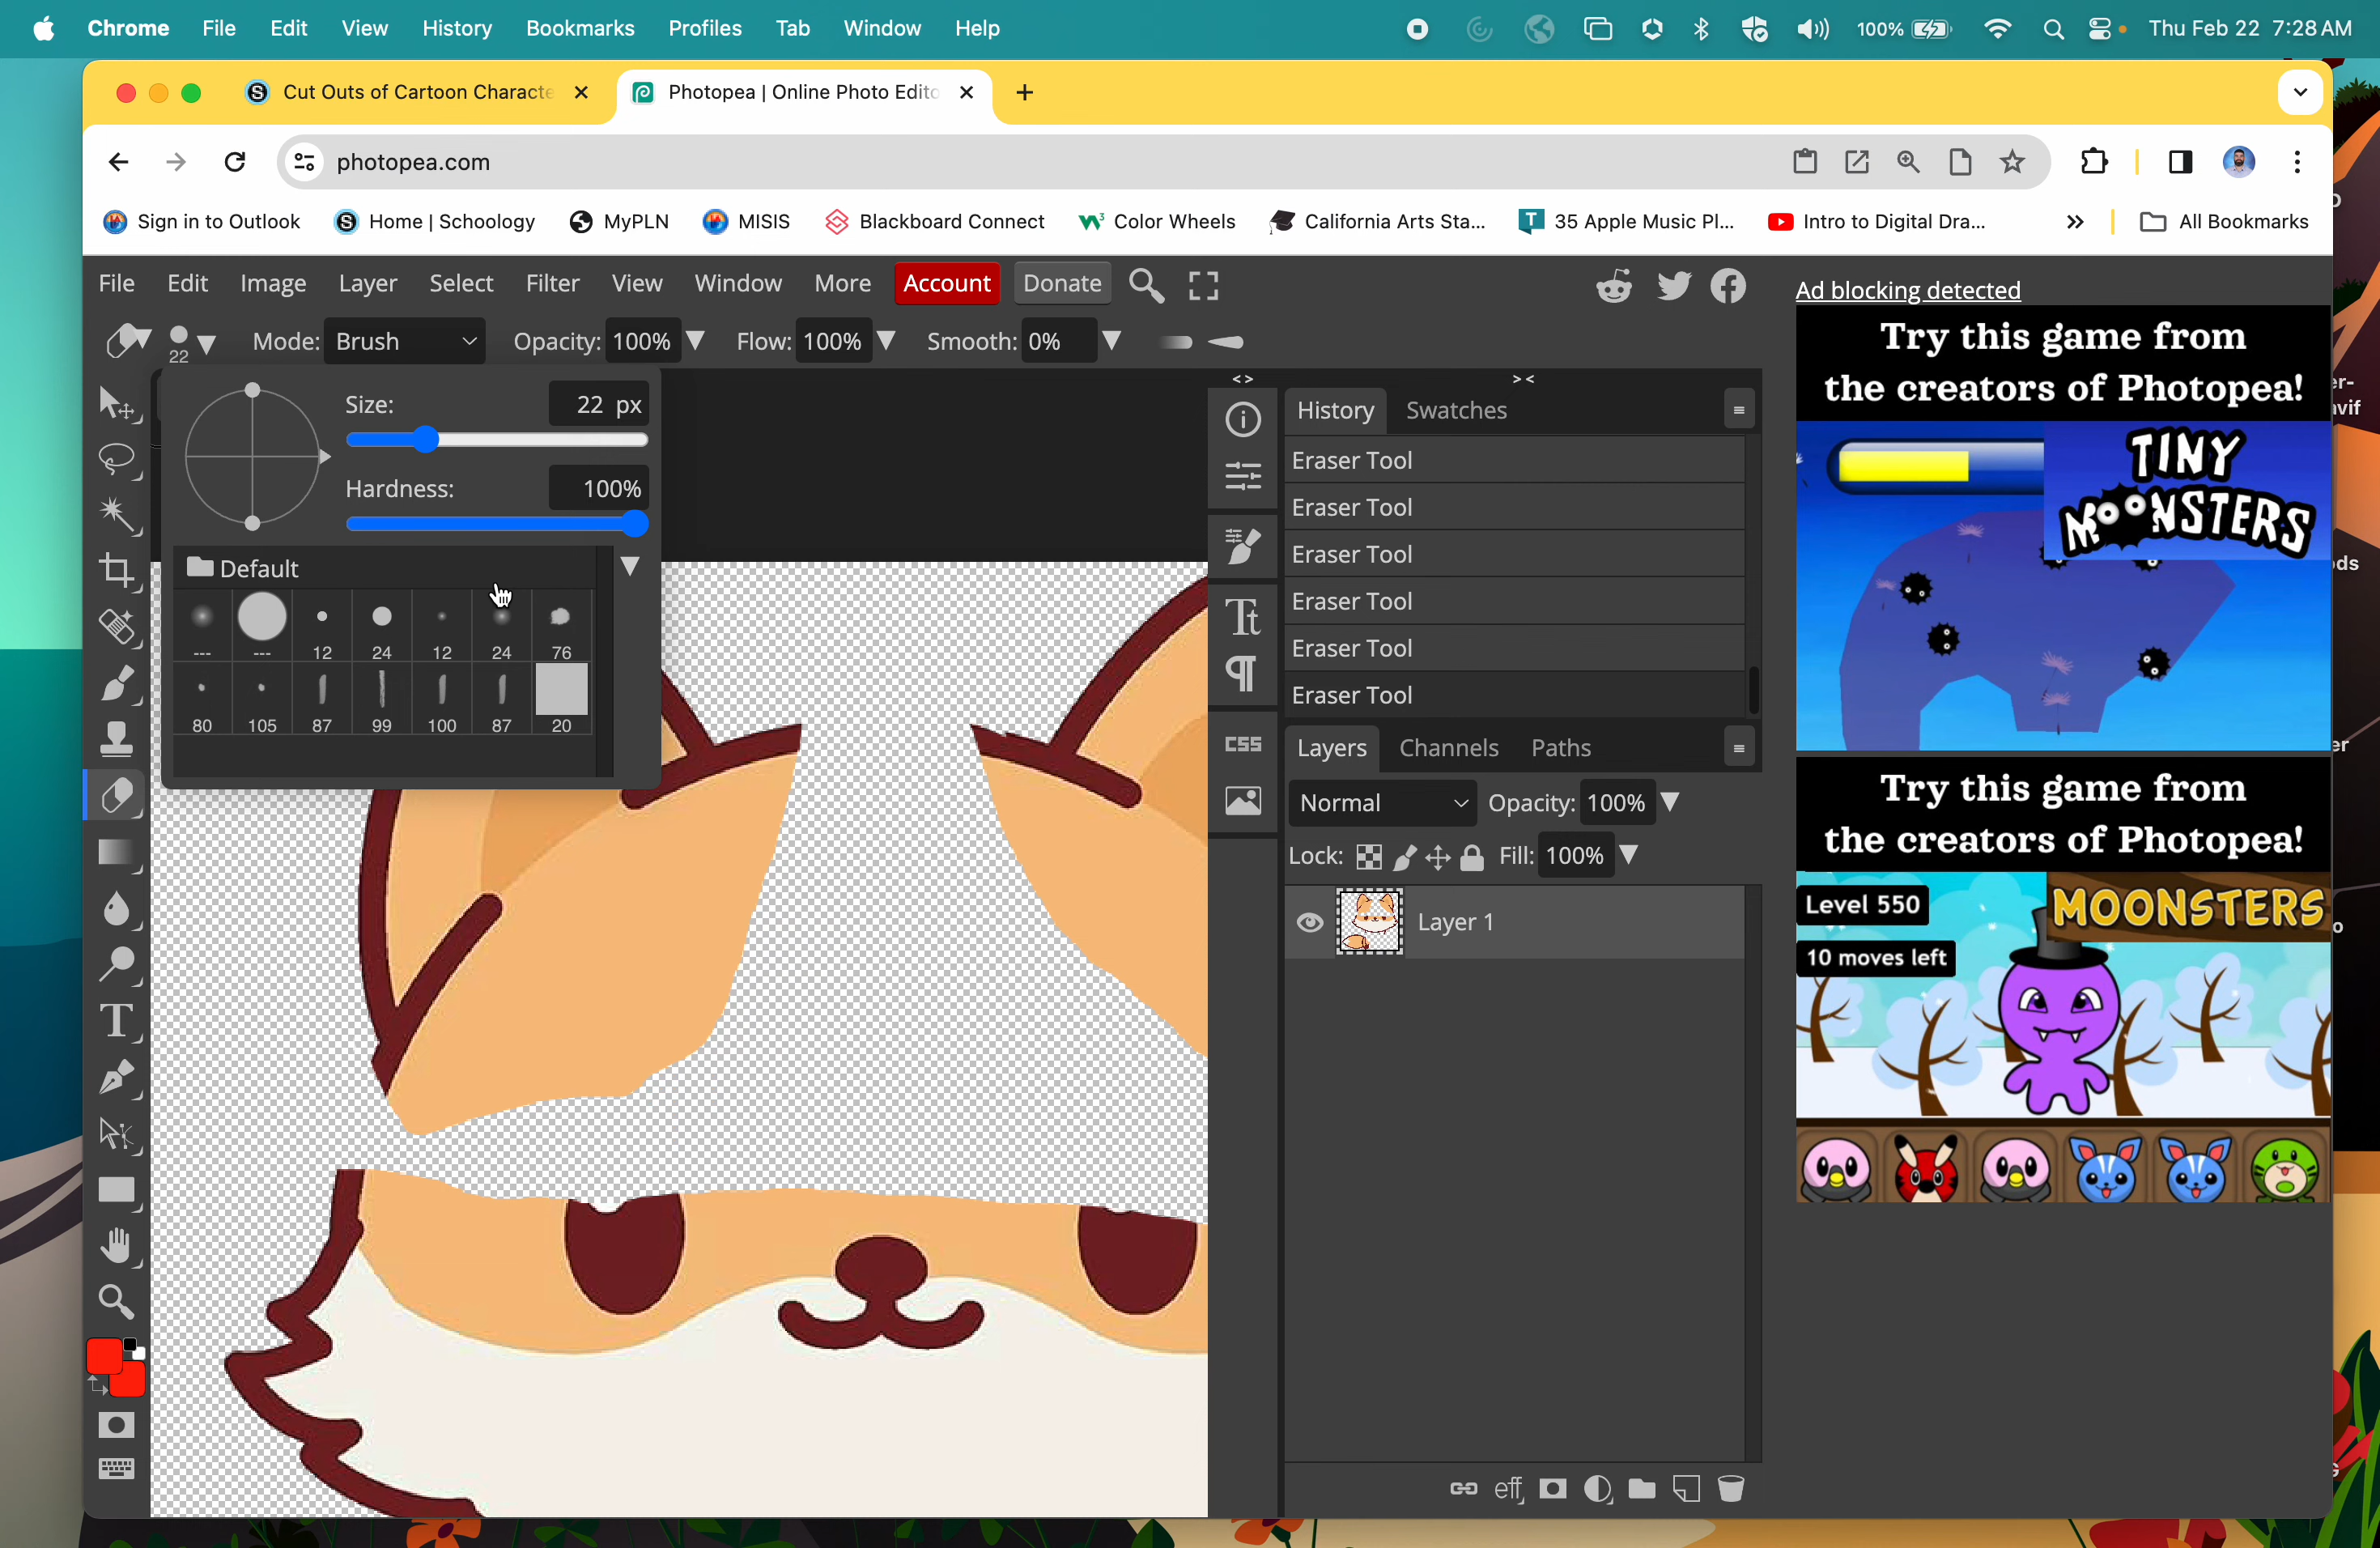 Chrome File Edit View History Bookmarks Profiles Tab Window Help 100% Thu Feb 22 7:28 AM
Cut Outs of Cartoon Characte Photopea | Online Photo Edito
photopea.com
Sign in to Outlook Home | Schoology MyPLN MISIS Blackboard Connect Color Wheels California Arts Sta... 35 Apple Music Pl... Intro to Digital Dra... » All Bookmarks
File Edit Image Layer Select Filter View Window More Account Donate
Ad blocking detected
22 Mode: Brush Opacity: 100% Flow: 100% Smooth: 0%
Try this game from
the creators of Photopea!
TINY
MOONSTERS
Size: 22 px
Hardness: 100%
Default
--- --- 12 24 12 24 76
80 105 87 99 100 87 20
< > > <
History Swatches
Eraser Tool
Eraser Tool
Eraser Tool
Eraser Tool
Eraser Tool
Eraser Tool
CSS
Layers Channels Paths
Normal Opacity: 100%
Lock: Fill: 100%
Layer 1
eff
Try this game from
the creators of Photopea!
Level 550
MOONSTERS
10 moves left